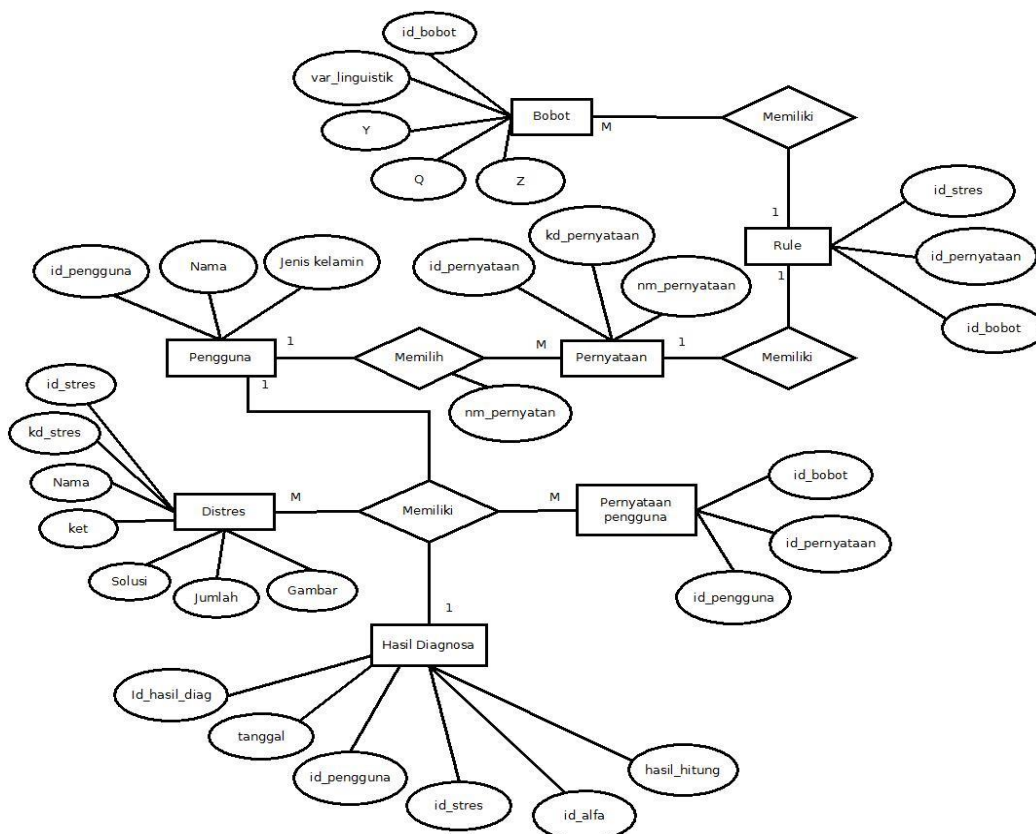 id_bobot
var_linguistik
Y
Q
Z
Bobot
M
Memiliki
1
Rule
1
id_stres
id_pernyataan
id_bobot
id_pengguna
Nama
Jenis kelamin
id_pernyataan
kd_pernyataan
nm_pernyataan
Pengguna
1
1
Memilih
M
Pernyataan
1
Memiliki
nm_pernyatan
id_stres
kd_stres
Nama
ket
Solusi
Jumlah
Gambar
Distres
M
Memiliki
M
Pernyataan
pengguna
id_bobot
id_pernyataan
id_pengguna
1
Hasil Diagnosa
Id_hasil_diag
tanggal
id_pengguna
id_stres
id_alfa
hasil_hitung